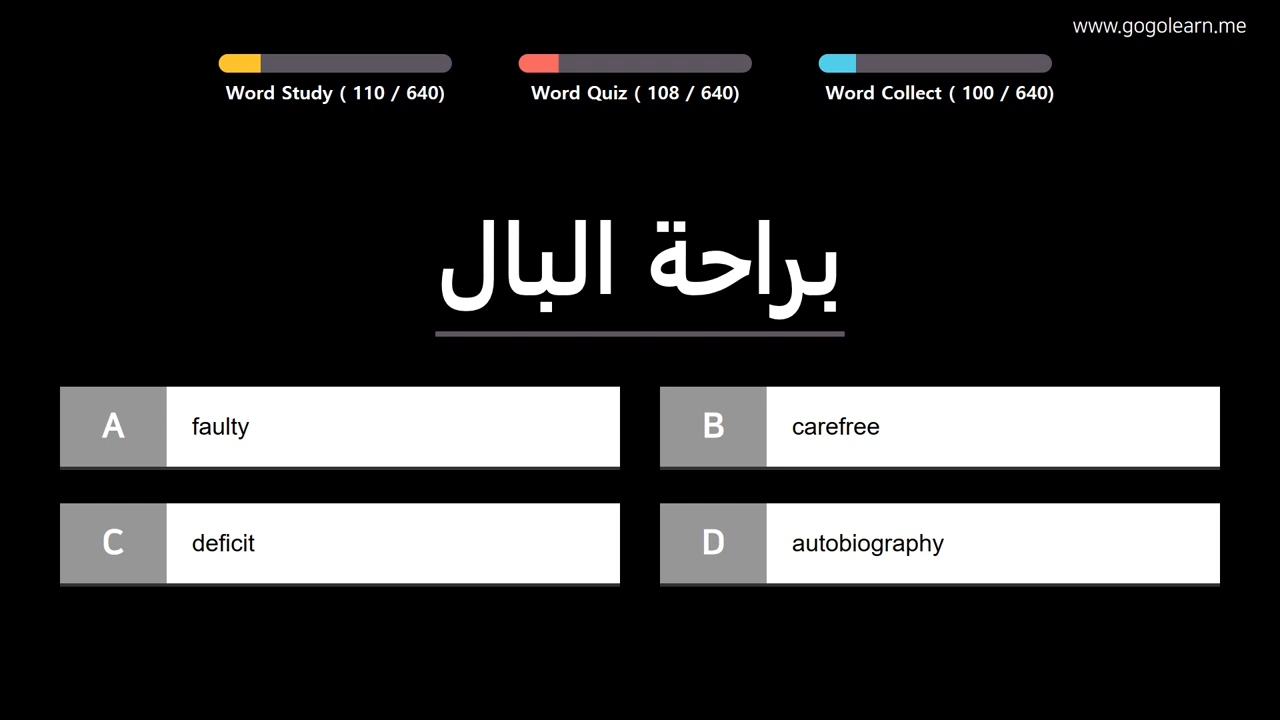 www.gogolearn.me
Word Study ( 110 / 640)
Word Quiz ( 108 / 640)
Word Collect ( 100 / 640)
براحة البال
A faulty
B carefree
C deficit
D autobiography